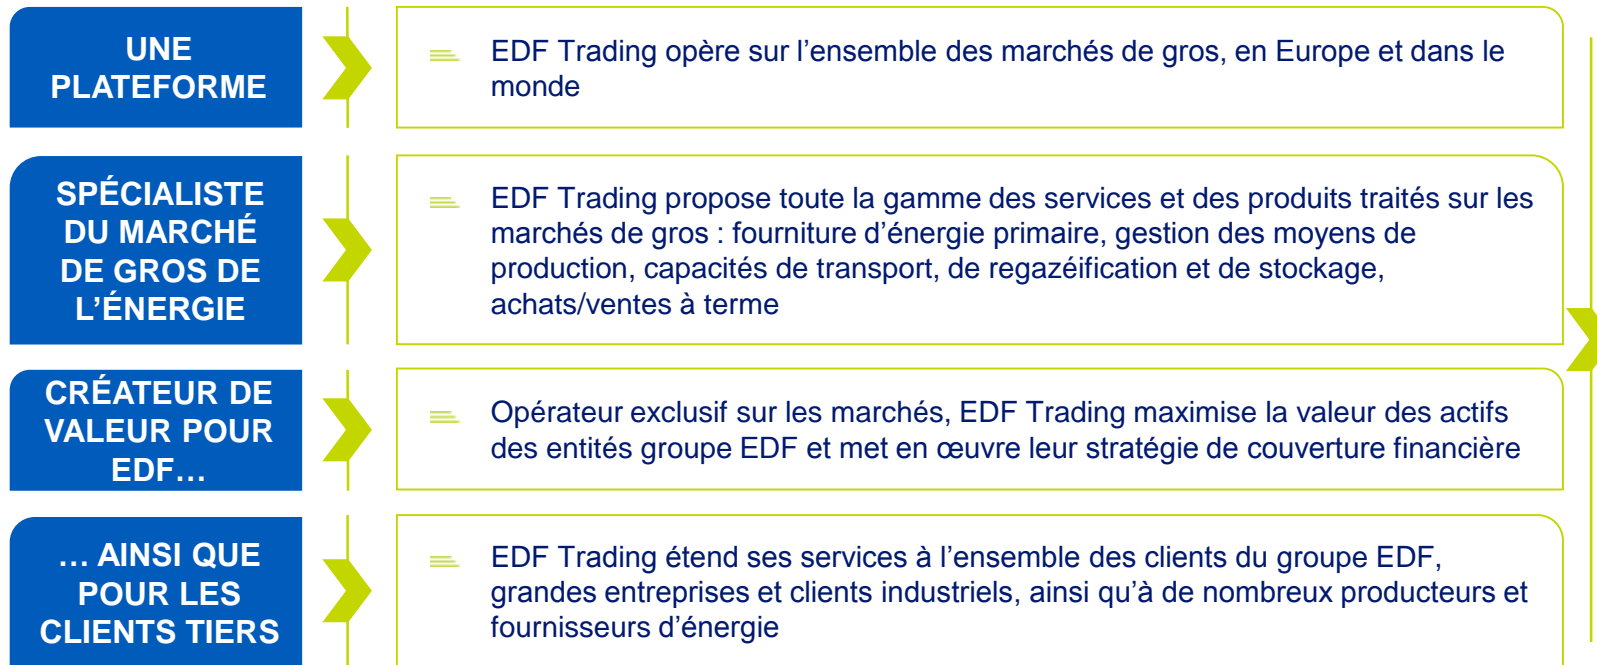 UNE
PLATEFORME
EDF Trading opère sur l’ensemble des marchés de gros, en Europe et dans le
monde
SPÉCIALISTE
DU MARCHÉ
DE GROS DE
L’ÉNERGIE
EDF Trading propose toute la gamme des services et des produits traités sur les
marchés de gros : fourniture d’énergie primaire, gestion des moyens de
production, capacités de transport, de regazéification et de stockage,
achats/ventes à terme
CRÉATEUR DE
VALEUR POUR
EDF…
Opérateur exclusif sur les marchés, EDF Trading maximise la valeur des actifs
des entités groupe EDF et met en œuvre leur stratégie de couverture financière
… AINSI QUE
POUR LES
CLIENTS TIERS
EDF Trading étend ses services à l’ensemble des clients du groupe EDF,
grandes entreprises et clients industriels, ainsi qu’à de nombreux producteurs et
fournisseurs d’énergie